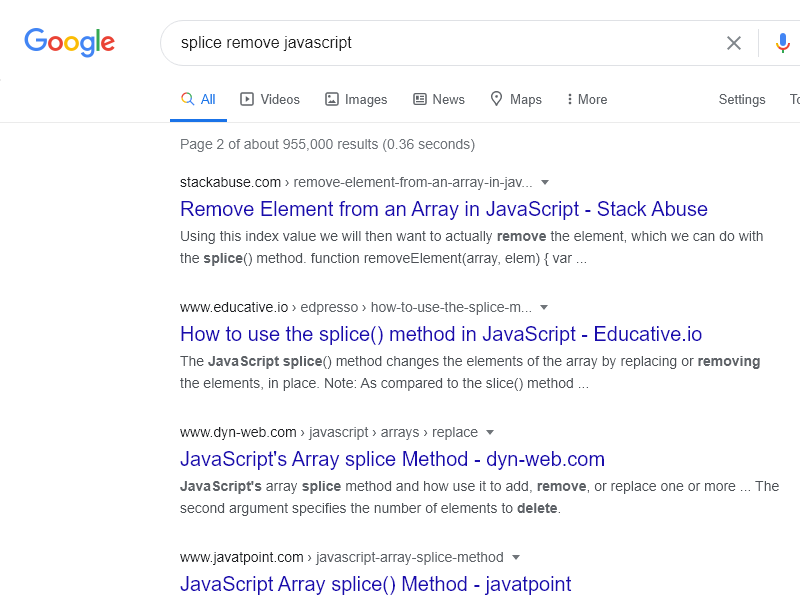 Google
splice remove javascript
All Videos Images News Maps More Settings
Page 2 of about 955,000 results (0.36 seconds)
stackabuse.com › remove-element-from-an-array-in-jav...
Remove Element from an Array in JavaScript - Stack Abuse
Using this index value we will then want to actually remove the element, which we can do with
the splice() method. function removeElement(array, elem) { var ...
www.educative.io › edpresso › how-to-use-the-splice-m...
How to use the splice() method in JavaScript - Educative.io
The JavaScript splice() method changes the elements of the array by replacing or removing
the elements, in place. Note: As compared to the slice() method ...
www.dyn-web.com › javascript › arrays › replace
JavaScript's Array splice Method - dyn-web.com
JavaScript's array splice method and how use it to add, remove, or replace one or more ... The
second argument specifies the number of elements to delete.
www.javatpoint.com › javascript-array-splice-method
JavaScript Array splice() Method - javatpoint